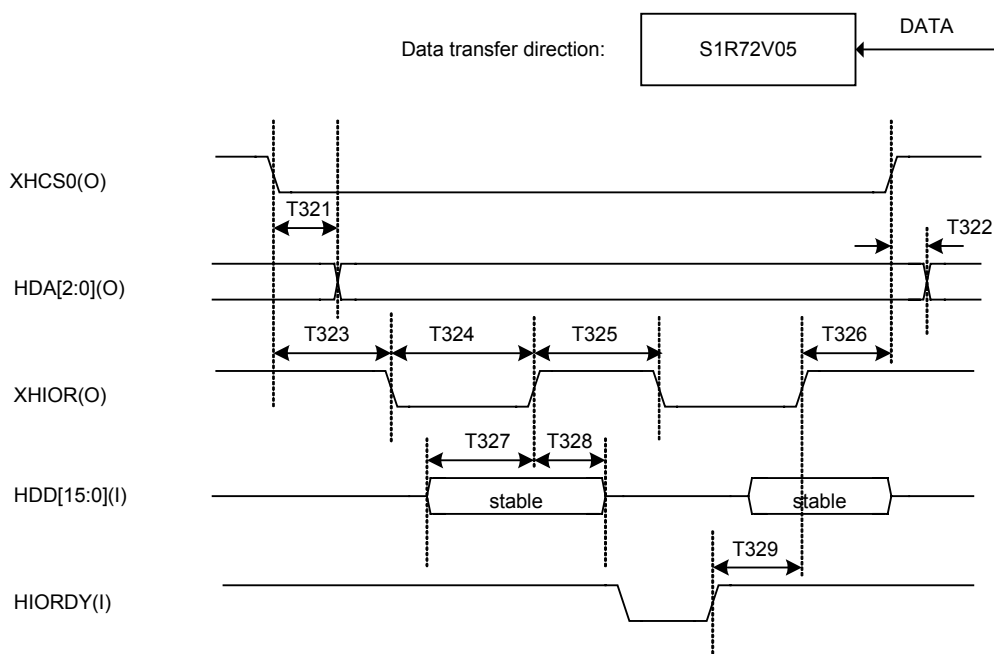 DATA
Data transfer direction: S1R72V05
XHCS0(O)
T321
T322
HDA[2:0](O)
T323 T324 T325 T326
XHIOR(O)
T327 T328
HDD[15:0](I)
stable stable
T329
HIORDY(I)